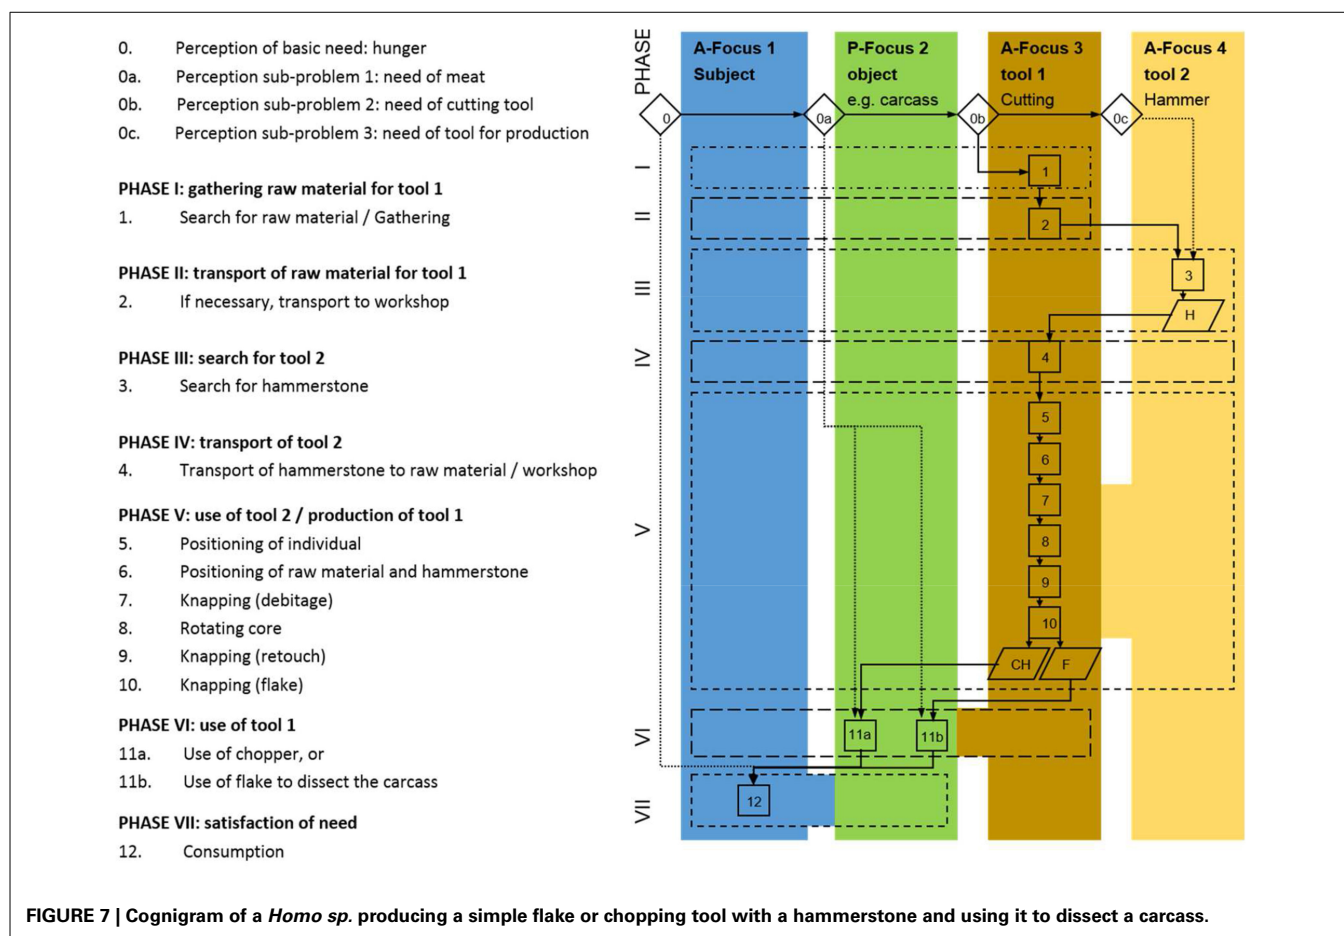 0. Perception of basic need: hunger
0a. Perception sub-problem 1: need of meat
0b. Perception sub-problem 2: need of cutting tool
0c. Perception sub-problem 3: need of tool for production
PHASE I: gathering raw material for tool 1
1. Search for raw material / Gathering
PHASE II: transport of raw material for tool 1
2. If necessary, transport to workshop
PHASE III: search for tool 2
3. Search for hammerstone
PHASE IV: transport of tool 2
4. Transport of hammerstone to raw material / workshop
PHASE V: use of tool 2 / production of tool 1
5. Positioning of individual
6. Positioning of raw material and hammerstone
7. Knapping (debitage)
8. Rotating core
9. Knapping (retouch)
10. Knapping (flake)
PHASE VI: use of tool 1
11a. Use of chopper, or
11b. Use of flake to dissect the carcass
PHASE VII: satisfaction of need
12. Consumption
PHASE
A-Focus 1
Subject
P-Focus 2
object
e.g. carcass
A-Focus 3
tool 1
Cutting
A-Focus 4
tool 2
Hammer
0
0a
0b
0c
I
1
II
2
III
3
H
IV
4
V
5
6
7
8
9
10
CH
F
VI
11a
11b
VII
12
FIGURE 7 | Cognigram of a Homo sp. producing a simple flake or chopping tool with a hammerstone and using it to dissect a carcass.